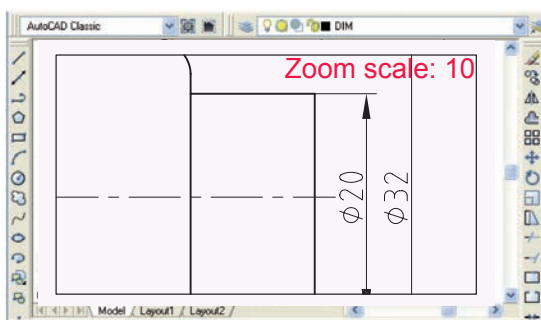 AutoCAD Classic DIM
Zoom scale: 10
ϕ20
ϕ32
Model / Layout1 / Layout2 /